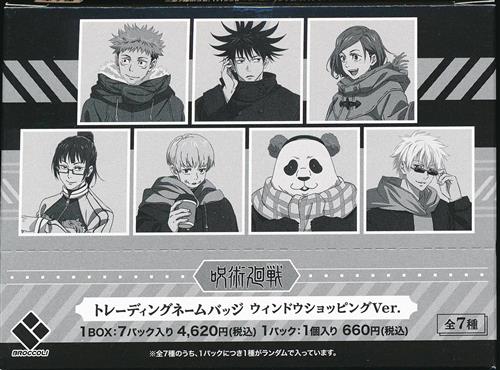 呪術廻戦
トレーディングネームバッジ ウィンドウショッピングVer.
1BOX:7パック入り 4,620円(税込) 1パック:1個入り 660円(税込)
全7種
BROCCOLI
※全7種のうち、1パックにつき1種がランダムで入っています。